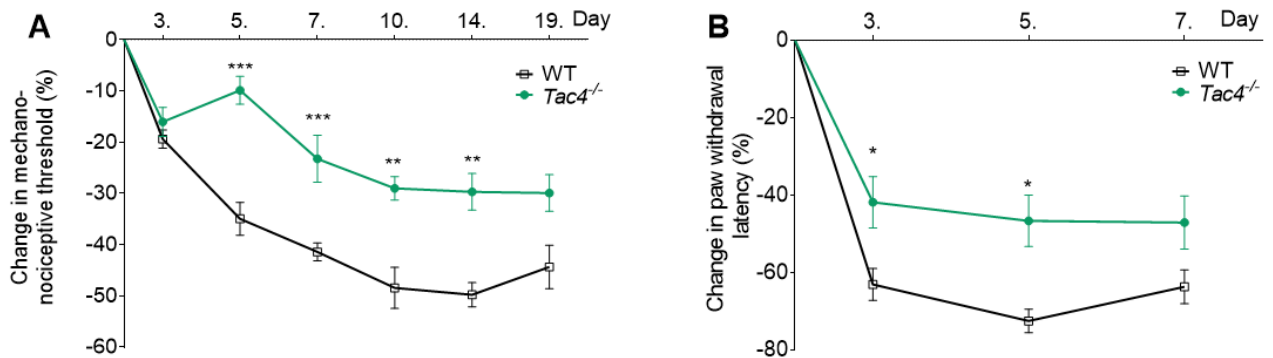 A
3. 5. 7. 10. 14. 19. Day
0
-10
-20
-30
-40
-50
-60
Change in mechano-
nociceptive threshold (%)
WT
Tac4-/-
***
***
**
**
B
3. 5. 7. Day
0
-20
-40
-60
-80
Change in paw withdrawal
latency (%)
WT
Tac4-/-
*
*